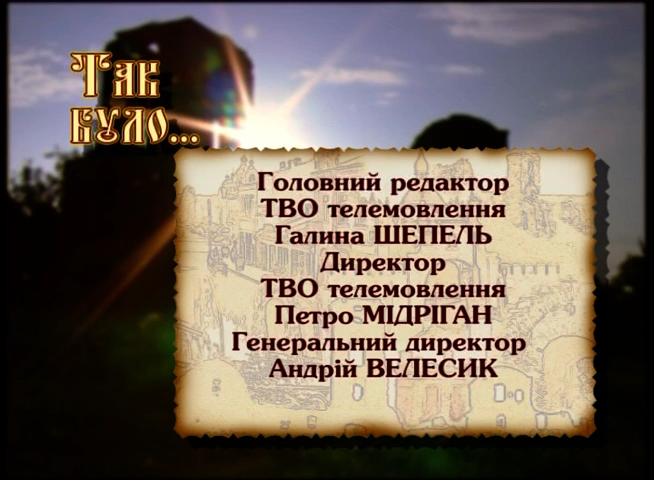 Так
було...
Головний редактор
ТВО телемовлення
Галина ШЕПЕЛЬ
Директор
ТВО телемовлення
Петро МІДРІГАН
Генеральний директор
Андрій ВЕЛЕСИК